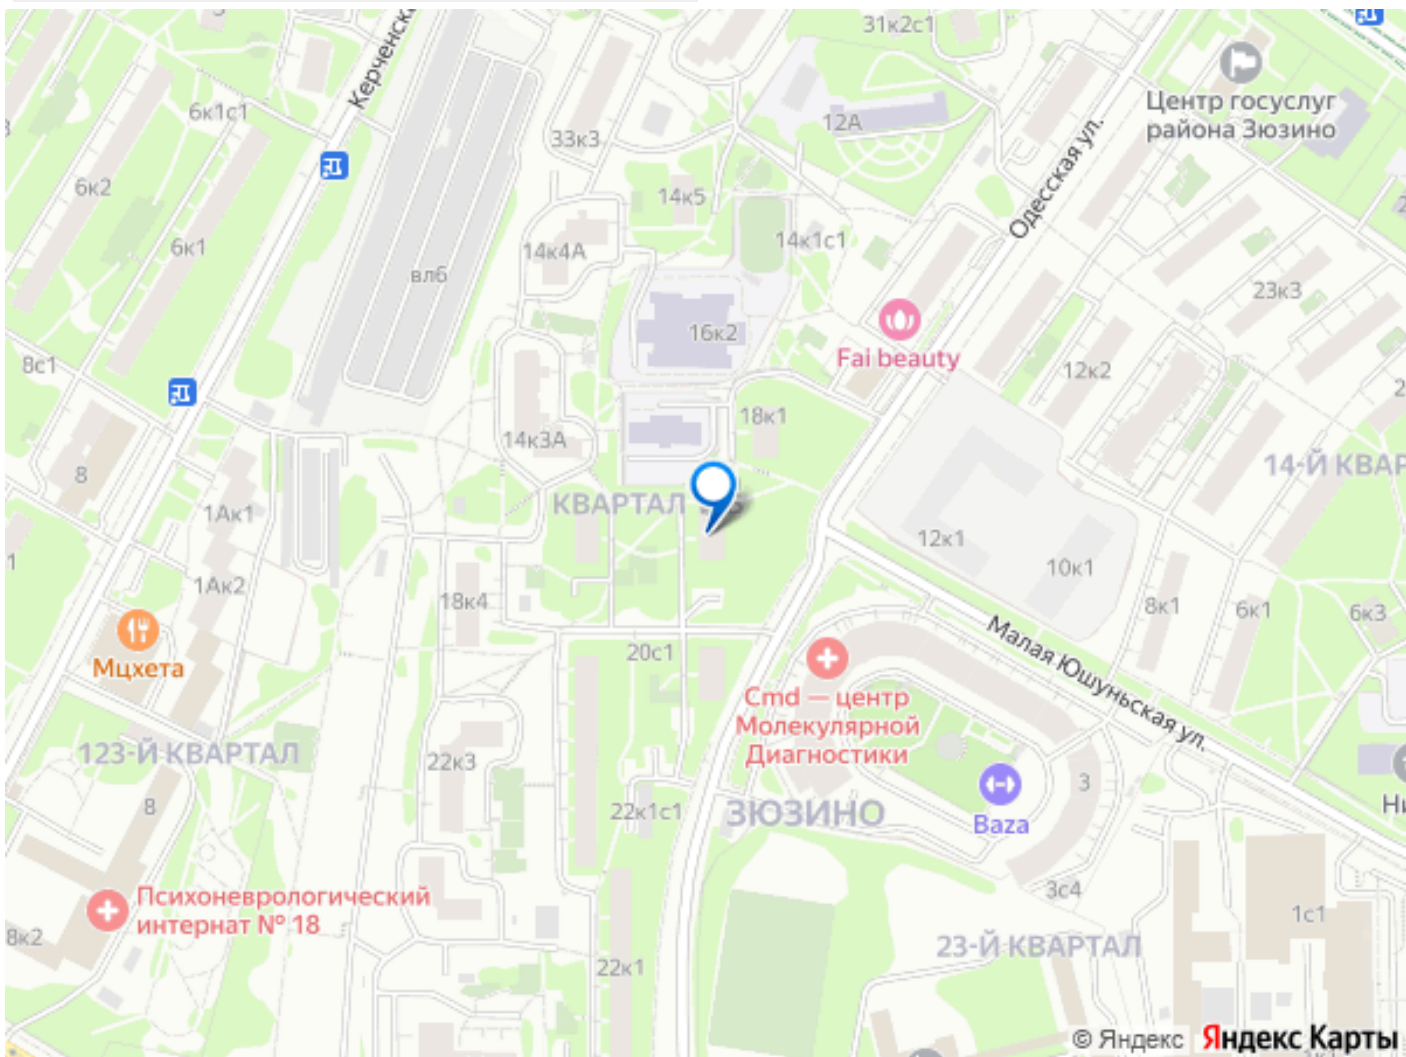 31к2с1
Керченск
Центр госуслуг
района Зюзино
6к1с1
12А
33к3
Одесская ул.
6к2
14к5
6к1
14к4А
14к1с1
влб
23к3
16к2
8с1
Fai beauty
12к2
18к1
14к3А
14-Й КВАР
8
КВАРТАЛ
1Ак1
12к1
10к1
1Ак2
18к4
8к1
6к1
6к3
Малая Юшуньская ул.
Мцхета
20с1
Cmd — центр
Молекулярной
Диагностики
123-Й КВАРТАЛ
22к3
3
8
22к1с1
ЗЮЗИНО
Baza
Ни
Психоневрологический
интернат № 18
3с4
1с1
8к2
23-Й КВАРТАЛ
22к1
© Яндекс Яндекс Карты